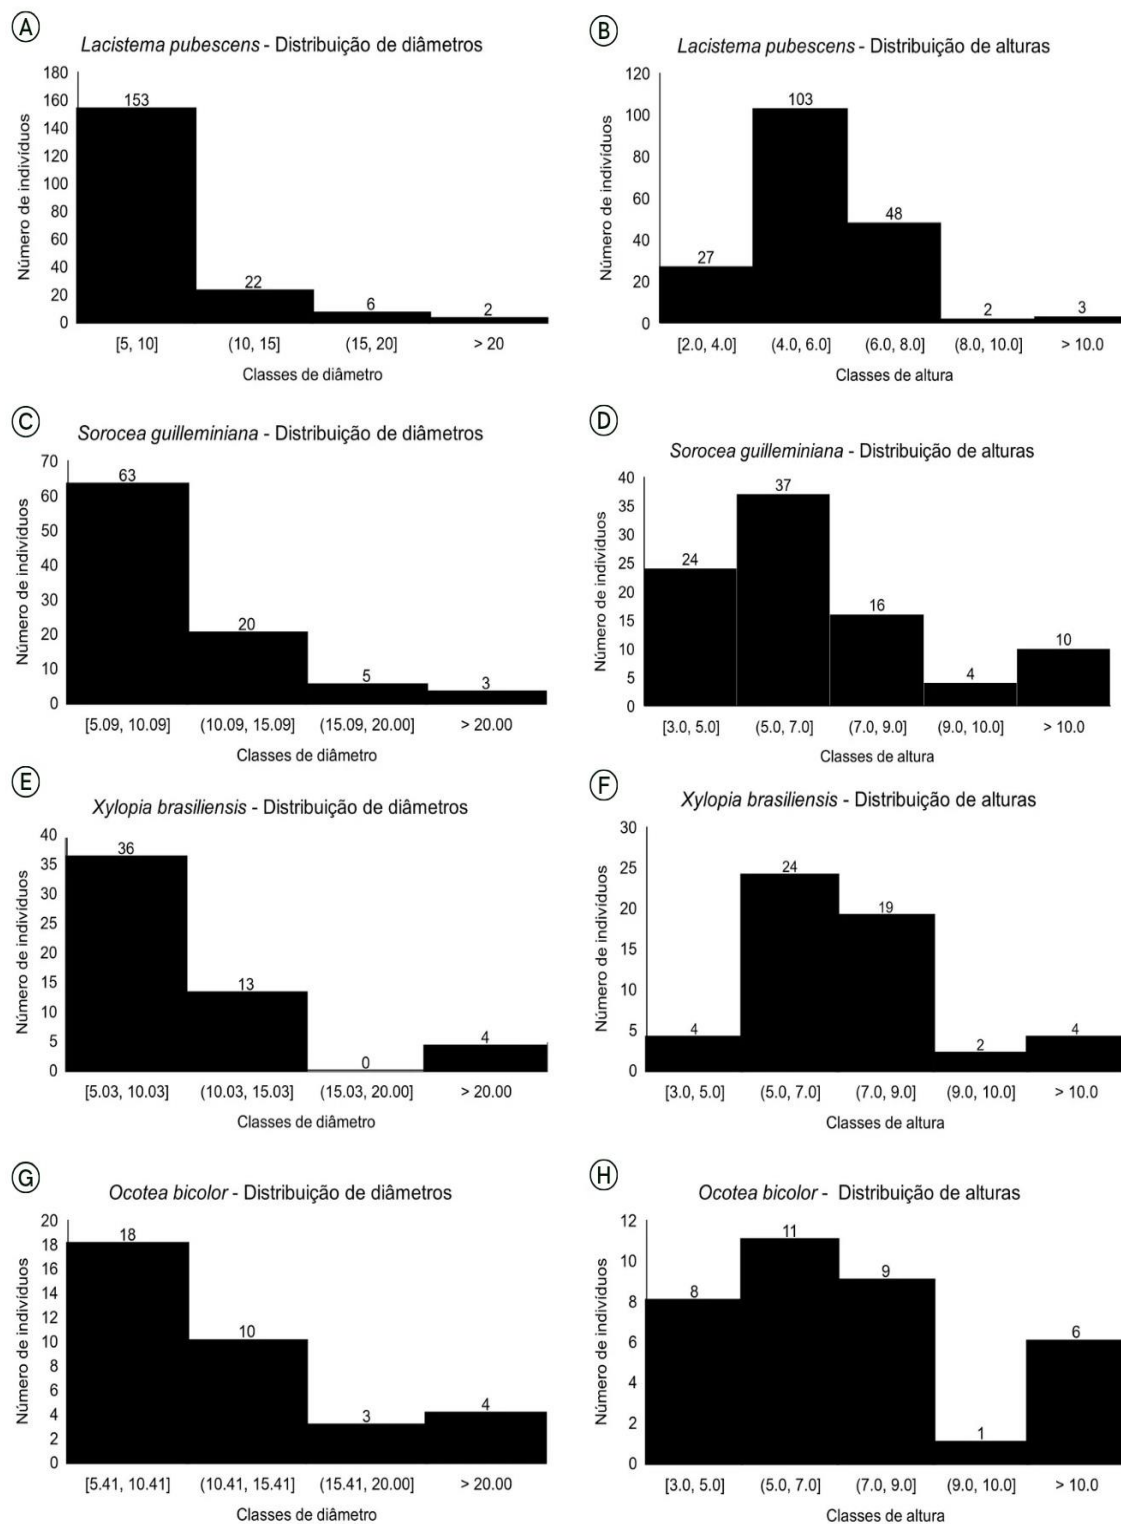 A
Lacistema pubescens - Distribuição de diâmetros
180
160
140
120
100
80
60
40
20
0
Número de indivíduos
153
22
6
2
[5, 10] (10, 15] (15, 20] > 20
Classes de diâmetro
B
Lacistema pubescens - Distribuição de alturas
120
100
80
60
40
20
0
Número de indivíduos
27
103
48
2
3
[2.0, 4.0] (4.0, 6.0] (6.0, 8.0] (8.0, 10.0] > 10.0
Classes de altura
C
Sorocea guilleminiana - Distribuição de diâmetros
70
60
50
40
30
20
10
0
Número de indivíduos
63
20
5
3
[5.09, 10.09] (10.09, 15.09] (15.09, 20.00] > 20.00
Classes de diâmetro
D
Sorocea guilleminiana - Distribuição de alturas
40
35
30
25
20
15
10
5
0
Número de indivíduos
24
37
16
4
10
[3.0, 5.0] (5.0, 7.0] (7.0, 9.0] (9.0, 10.0] > 10.0
Classes de altura
E
Xylopia brasiliensis - Distribuição de diâmetros
40
35
30
25
20
15
10
5
0
Número de indivíduos
36
13
0
4
[5.03, 10.03] (10.03, 15.03] (15.03, 20.00] > 20.00
Classes de diâmetro
F
Xylopia brasiliensis - Distribuição de alturas
30
25
20
15
10
5
0
Número de indivíduos
4
24
19
2
4
[3.0, 5.0] (5.0, 7.0] (7.0, 9.0] (9.0, 10.0] > 10.0
Classes de altura
G
Ocotea bicolor - Distribuição de diâmetros
20
18
16
14
12
10
8
6
4
2
0
Número de indivíduos
18
10
3
4
[5.41, 10.41] (10.41, 15.41] (15.41, 20.00] > 20.00
Classes de diâmetro
H
Ocotea bicolor - Distribuição de alturas
12
10
8
6
4
2
0
Número de indivíduos
8
11
9
1
6
[3.0, 5.0] (5.0, 7.0] (7.0, 9.0] (9.0, 10.0] > 10.0
Classes de altura